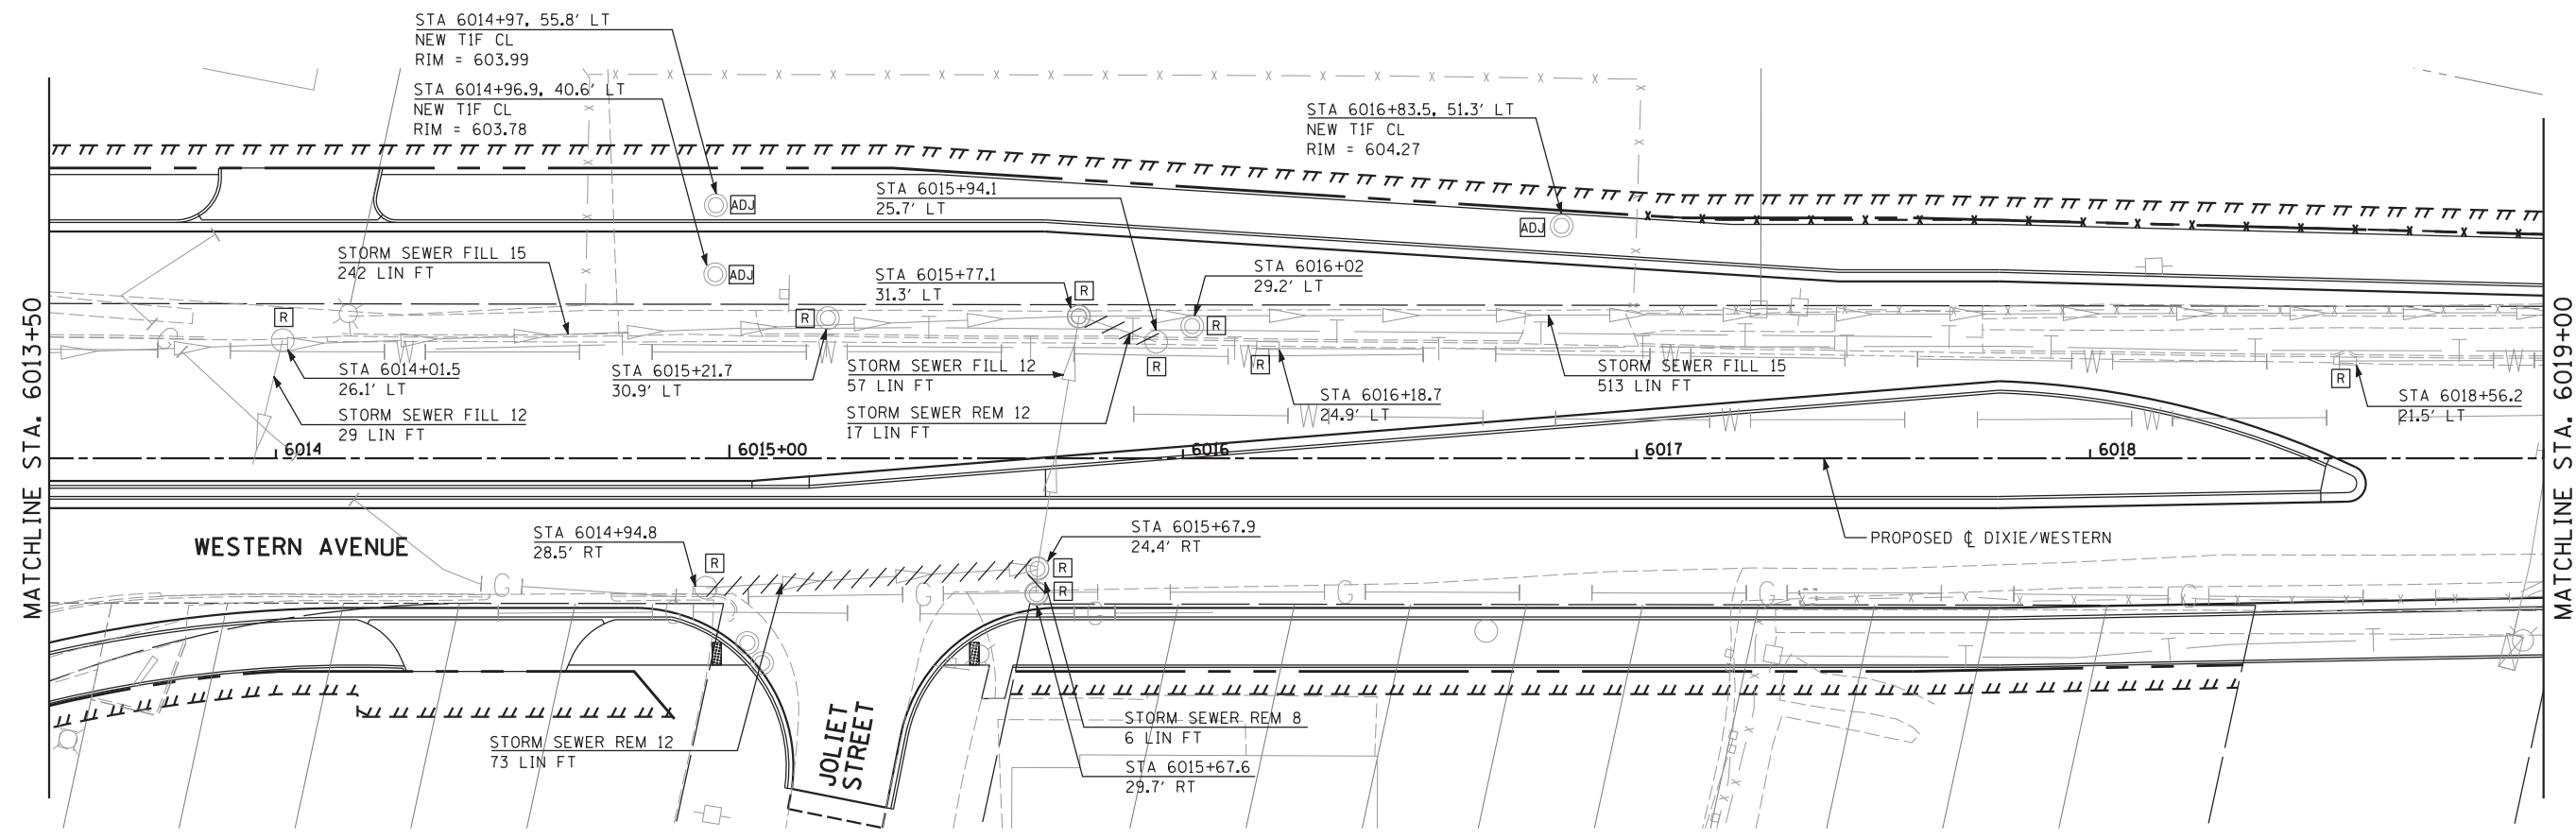 STA 6014+97, 55.8' LT
NEW T1F CL
RIM = 603.99
STA 6014+96.9, 40.6' LT
NEW T1F CL
RIM = 603.78
STA 6016+83.5, 51.3' LT
NEW T1F CL
RIM = 604.27
ADJ
ADJ
ADJ
STA 6015+94.1
25.7' LT
STORM SEWER FILL 15
242 LIN FT
STA 6015+77.1
31.3' LT
STA 6016+02
29.2' LT
R
R
R
R
R
R
R
STA 6014+01.5
26.1' LT
STA 6015+21.7
30.9' LT
STORM SEWER FILL 12
57 LIN FT
STORM SEWER FILL 15
513 LIN FT
STORM SEWER FILL 12
29 LIN FT
STORM SEWER REM 12
17 LIN FT
STA 6016+18.7
24.9' LT
STA 6018+56.2
21.5' LT
MATCHLINE STA. 6013+50
MATCHLINE STA. 6019+00
6014
6015+00
6016
6017
6018
WESTERN AVENUE
STA 6014+94.8
28.5' RT
STA 6015+67.9
24.4' RT
PROPOSED ℄ DIXIE/WESTERN
R
R
R
G
G
G
G
G
G
G
W
W
W
W
W
W
W
W
W
STORM SEWER REM 12
73 LIN FT
JOLIET
STREET
STORM SEWER REM 8
6 LIN FT
STA 6015+67.6
29.7' RT